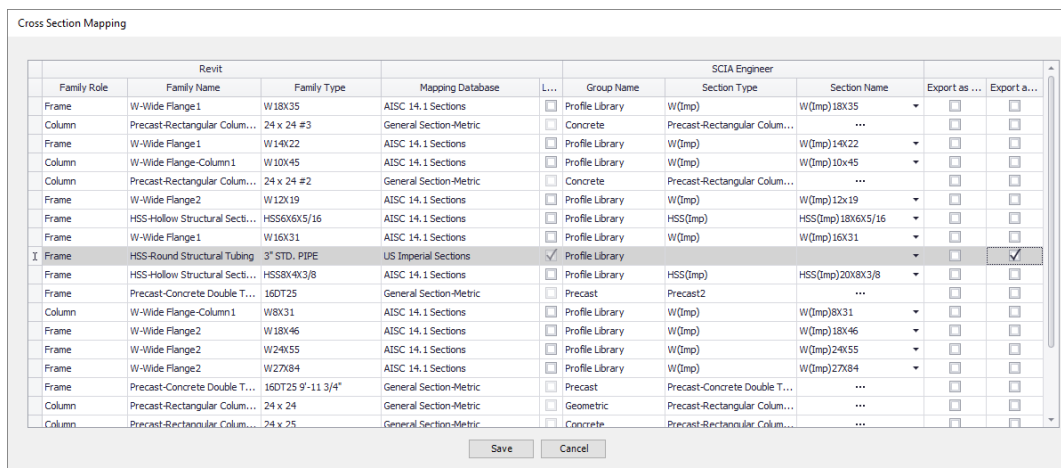 Cross Section Mapping
Revit SCIA Engineer
Family Role Family Name Family Type Mapping Database L... Group Name Section Type Section Name Export as ... Export a...
Frame W-Wide Flange1 W18X35 AISC 14.1 Sections Profile Library W(Imp) W(Imp)18X35
Column Precast-Rectangular Colum... 24 x 24 #3 General Section-Metric Concrete Precast-Rectangular Colum... ...
Frame W-Wide Flange1 W14X22 AISC 14.1 Sections Profile Library W(Imp) W(Imp)14X22
Column W-Wide Flange-Column1 W10X45 AISC 14.1 Sections Profile Library W(Imp) W(Imp)10x45
Column Precast-Rectangular Colum... 24 x 24 #2 General Section-Metric Concrete Precast-Rectangular Colum... ...
Frame W-Wide Flange2 W12X19 AISC 14.1 Sections Profile Library W(Imp) W(Imp)12x19
Frame HSS-Hollow Structural Secti... HSS6X6X5/16 AISC 14.1 Sections Profile Library HSS(Imp) HSS(Imp)18X6X5/16
Frame W-Wide Flange1 W16X31 AISC 14.1 Sections Profile Library W(Imp) W(Imp)16X31
Frame HSS-Round Structural Tubing 3" STD. PIPE US Imperial Sections Profile Library
Frame HSS-Hollow Structural Secti... HSS8X4X3/8 AISC 14.1 Sections Profile Library HSS(Imp) HSS(Imp)20X8X3/8
Frame Precast-Concrete Double T... 16DT25 General Section-Metric Precast Precast2 ...
Column W-Wide Flange-Column1 W8X31 AISC 14.1 Sections Profile Library W(Imp) W(Imp)8X31
Frame W-Wide Flange2 W18X46 AISC 14.1 Sections Profile Library W(Imp) W(Imp)18X46
Frame W-Wide Flange2 W24X55 AISC 14.1 Sections Profile Library W(Imp) W(Imp)24X55
Frame W-Wide Flange2 W27X84 AISC 14.1 Sections Profile Library W(Imp) W(Imp)27X84
Frame Precast-Concrete Double T... 16DT25 9'-11 3/4" General Section-Metric Precast Precast-Concrete Double T... ...
Column Precast-Rectangular Colum... 24 x 24 General Section-Metric Geometric Precast-Rectangular Colum... ...
Column Precast-Rectangular Colum... 24 x 25 General Section-Metric Concrete Precast-Rectangular Colum... ...
Save Cancel